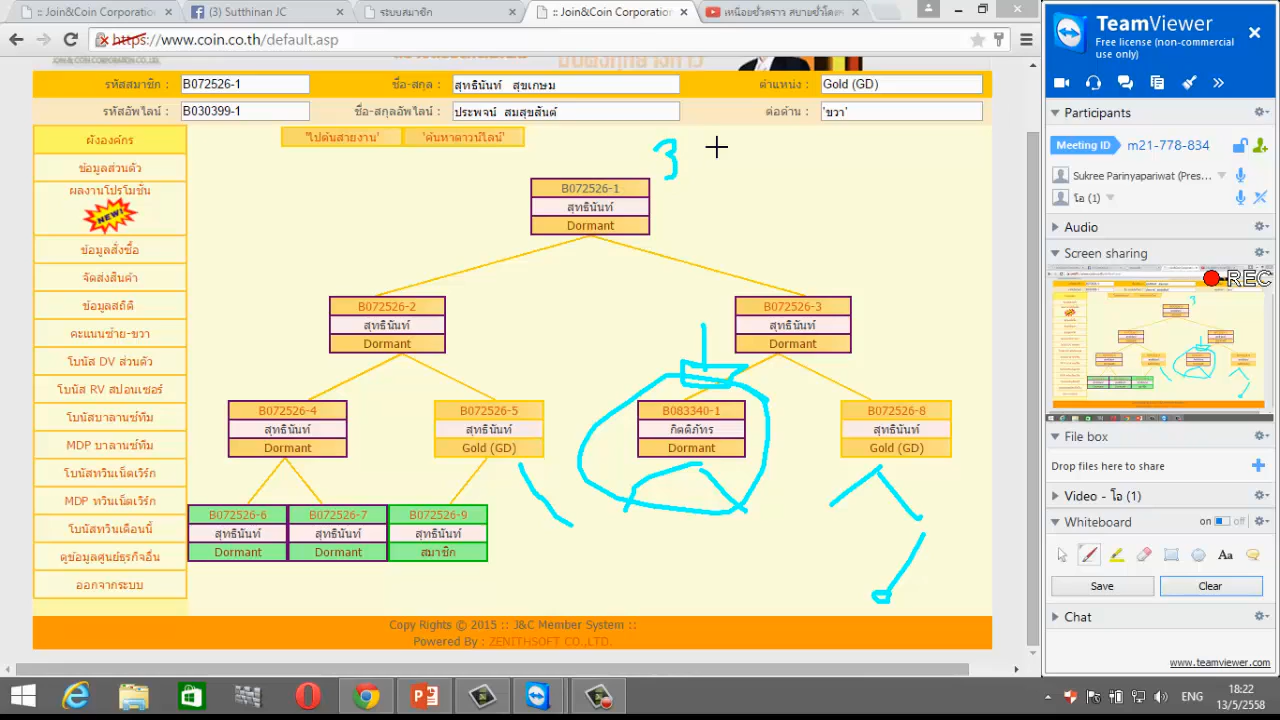 :: Join&Coin Corporation
(3) Sutthinan JC
ระบบสมาชิก
:: Join&Coin Corporation
เหนือยชั่วคราว สบายชั่วโคตร
https://www.coin.co.th/default.asp
รหัสสมาชิก : B072526-1 ชื่อ-สกุล : สุทธินันท์ สุขเกษม ตำแหน่ง : Gold (GD)
รหัสอัพไลน์ : B030399-1 ชื่อ-สกุลอัพไลน์ : ประพจน์ สมสุขสันต์ ต่อด้าน : 'ขวา'
ผังองค์กร
ข้อมูลส่วนตัว
ผลงานโปรโมชั่น
NEW!
ข้อมูลสั่งซื้อ
จัดส่งสินค้า
ข้อมูลสถิติ
คะแนนซ้าย-ขวา
โบนัส DV ส่วนตัว
โบนัส RV สปอนเซอร์
โบนัสบาลานซ์ทีม
MDP บาลานซ์ทีม
โบนัสทวินเน็ตเวิร์ก
MDP ทวินเน็ตเวิร์ก
โบนัสทวินเดือนนี้
ดูข้อมูลศูนย์ธุรกิจอื่น
ออกจากระบบ
'ไปต้นสายงาน' 'ค้นหาดาวน์ไลน์'
3
B072526-1
สุทธินันท์
Dormant
B072526-2
สุทธินันท์
Dormant
B072526-3
สุทธินันท์
Dormant
B072526-4
สุทธินันท์
Dormant
B072526-5
สุทธินันท์
Gold (GD)
B083340-1
กิตติภัทร
Dormant
B072526-8
สุทธินันท์
Gold (GD)
B072526-6
สุทธินันท์
Dormant
B072526-7
สุทธินันท์
Dormant
B072526-9
สุทธินันท์
สมาชิก
Copy Rights © 2015 :: J&C Member System ::
Powered By : ZENITHSOFT CO.,LTD.
TeamViewer
Free license (non-commercial
use only)
Participants
Meeting ID m21-778-834
Sukree Parinyapariwat (Pres...
โอ (1)
Audio
Screen sharing
REC
File box
Drop files here to share
Video - โอ (1)
Whiteboard on off
Aa
Save Clear
Chat
www.teamviewer.com
ENG
18:22
13/5/2558